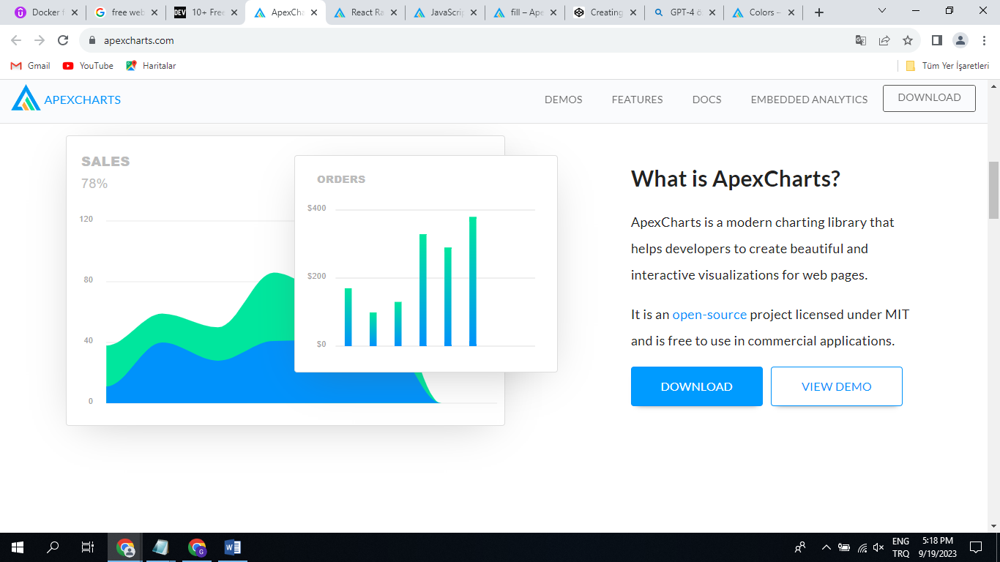 Docker f
free web
DEV
10+ Free
ApexCha
React Ra
JavaScrip
fill – Ape
Creating
GPT-4 ö
Colors –
apexcharts.com
Gmail
YouTube
Haritalar
Tüm Yer İşaretleri
APEXCHARTS
DEMOS
FEATURES
DOCS
EMBEDDED ANALYTICS
DOWNLOAD
SALES
78%
120
80
40
0
ORDERS
$400
$200
$0
What is ApexCharts?
ApexCharts is a modern charting library that
helps developers to create beautiful and
interactive visualizations for web pages.
It is an open-source project licensed under MIT
and is free to use in commercial applications.
DOWNLOAD
VIEW DEMO
G
W
ENG
TRQ
5:18 PM
9/19/2023